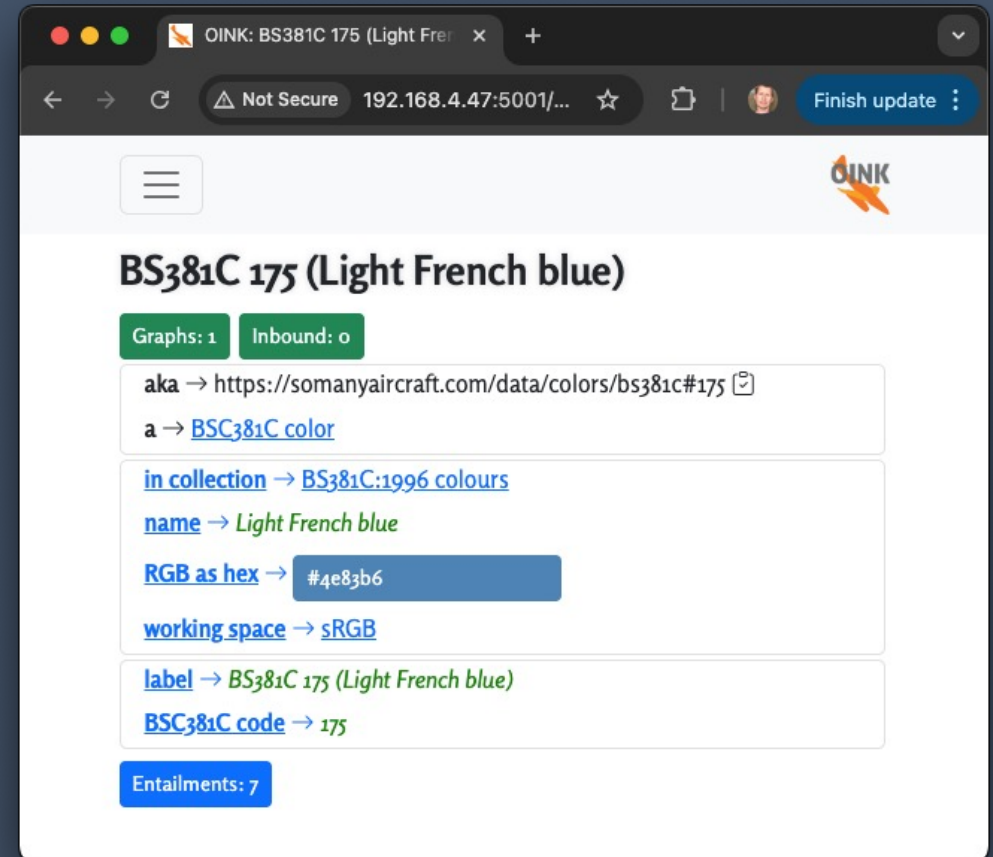 OINK: BS381C 175 (Light Fren
Not Secure 192.168.4.47:5001/... Finish update
OINK
BS381C 175 (Light French blue)
Graphs: 1 Inbound: 0
aka → https://somanyaircraft.com/data/colors/bs381c#175
a → BSC381C color
in collection → BS381C:1996 colours
name → Light French blue
RGB as hex → #4e83b6
working space → sRGB
label → BS381C 175 (Light French blue)
BSC381C code → 175
Entailments: 7